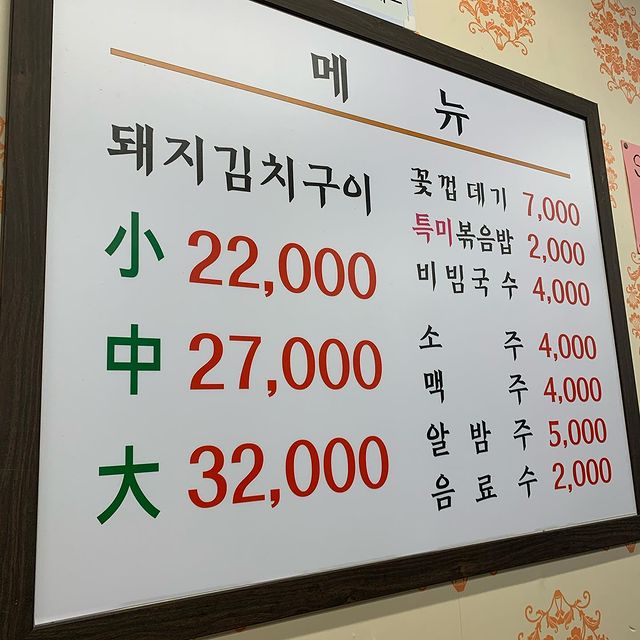 메 뉴
돼지김치구이
小 22,000
中 27,000
大 32,000
꽃껍데기 7,000
특미볶음밥 2,000
비빔국수 4,000
소 주 4,000
맥 주 4,000
알 밤 주 5,000
음 료 수 2,000